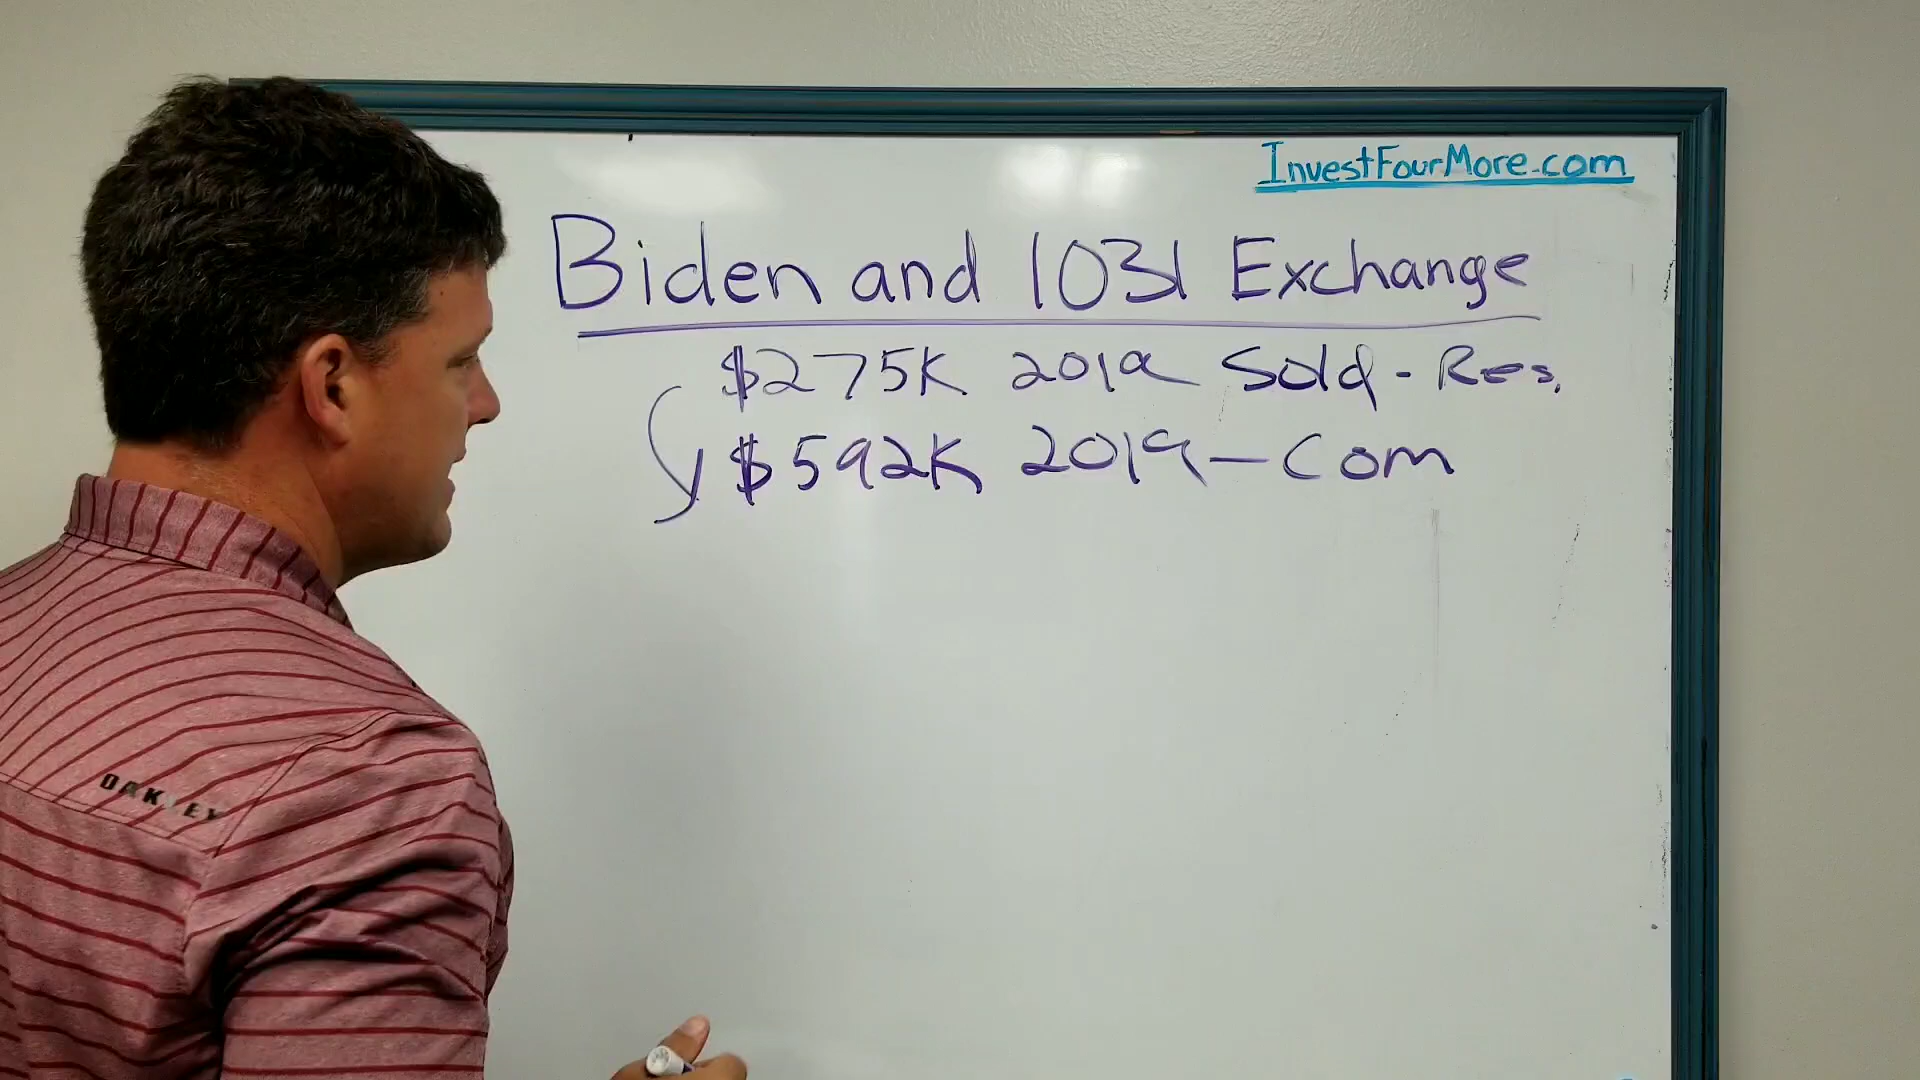 InvestFourMore.com
Biden and 1031 Exchange
$275K 2019 Sold - Res.
$592K 2019 - Com
OAKLEY